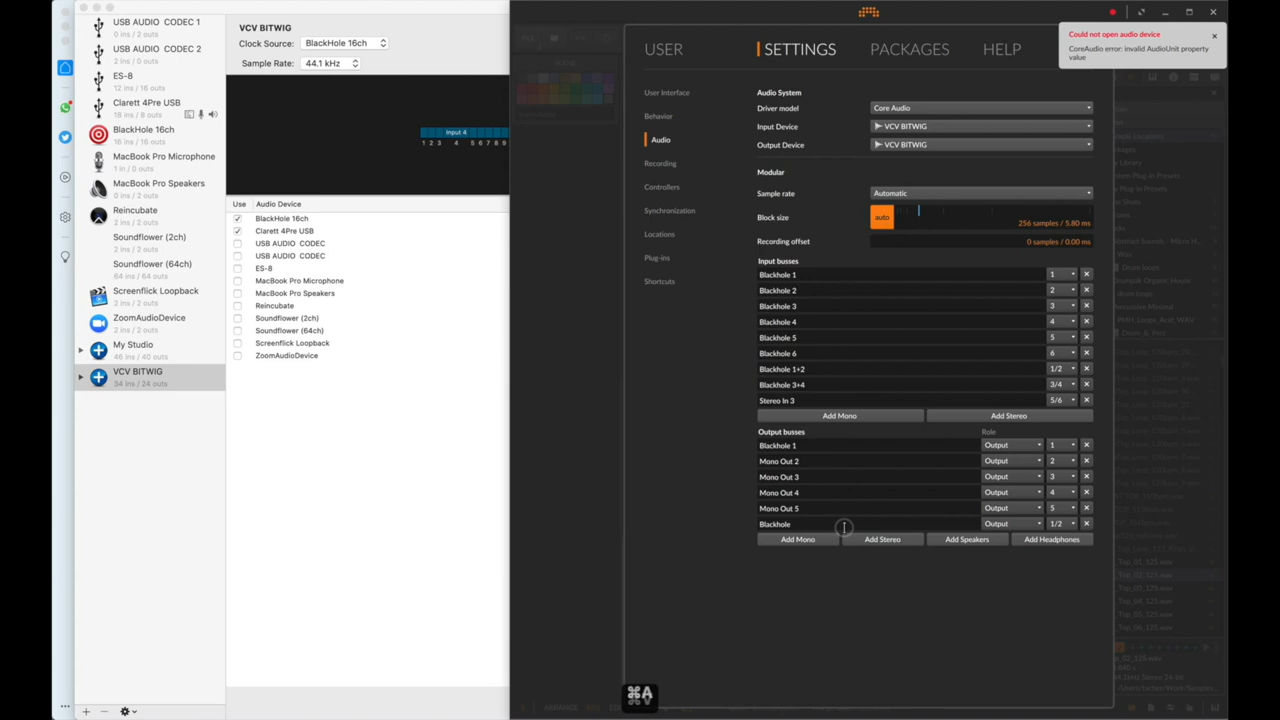 USB AUDIO CODEC 1
2 ins / 0 outs
USB AUDIO CODEC 2
2 ins / 0 outs
ES-8
12 ins / 16 outs
Clarett 4Pre USB
18 ins / 8 outs
BlackHole 16ch
16 ins / 16 outs
MacBook Pro Microphone
1 in / 0 outs
MacBook Pro Speakers
0 ins / 2 outs
Reincubate
2 ins / 2 outs
Soundflower (2ch)
2 ins / 2 outs
Soundflower (64ch)
64 ins / 64 outs
Screenflick Loopback
2 ins / 2 outs
ZoomAudioDevice
2 ins / 2 outs
My Studio
46 ins / 40 outs
VCV BITWIG
34 ins / 24 outs
VCV BITWIG
Clock Source: BlackHole 16ch
Sample Rate: 44.1 kHz
Input 4
1 2 3 4 5 6 7 8 9
Use Audio Device
BlackHole 16ch
Clarett 4Pre USB
USB AUDIO CODEC
USB AUDIO CODEC
ES-8
MacBook Pro Microphone
MacBook Pro Speakers
Reincubate
Soundflower (2ch)
Soundflower (64ch)
Screenflick Loopback
ZoomAudioDevice
USER SETTINGS PACKAGES HELP
User Interface
Behavior
Audio
Recording
Controllers
Synchronization
Locations
Plug-ins
Shortcuts
Audio System
Driver model Core Audio
Input Device VCV BITWIG
Output Device VCV BITWIG
Modular
Sample rate Automatic
Block size auto 256 samples / 5.80 ms
Recording offset 0 samples / 0.00 ms
Input busses
Blackhole 1 1
Blackhole 2 2
Blackhole 3 3
Blackhole 4 4
Blackhole 5 5
Blackhole 6 6
Blackhole 1+2 1/2
Blackhole 3+4 3/4
Stereo In 3 5/6
Add Mono Add Stereo
Output busses Role
Blackhole 1 Output 1
Mono Out 2 Output 2
Mono Out 3 Output 3
Mono Out 4 Output 4
Mono Out 5 Output 5
Blackhole Output 1/2
Add Mono Add Stereo Add Speakers Add Headphones
Could not open audio device
CoreAudio error: invalid AudioUnit property
value
⌘A
ARRANGE